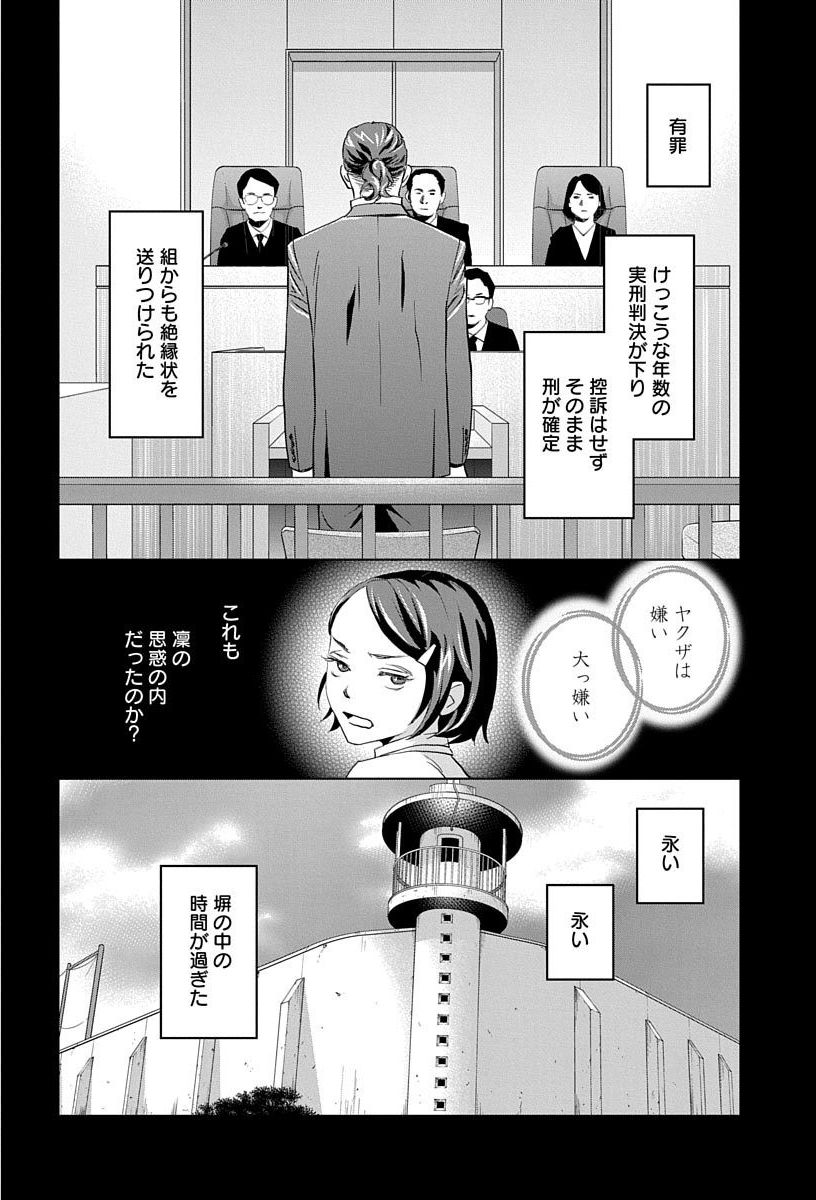 有罪
けっこうな年数の
実刑判決が下り
控訴はせず
そのまま
刑が確定
組からも絶縁状を
送りつけられた
ヤクザは
嫌い
大っ嫌い
これも
凜の
思惑の内
だったのか?
永い
永い
塀の中の
時間が過ぎた